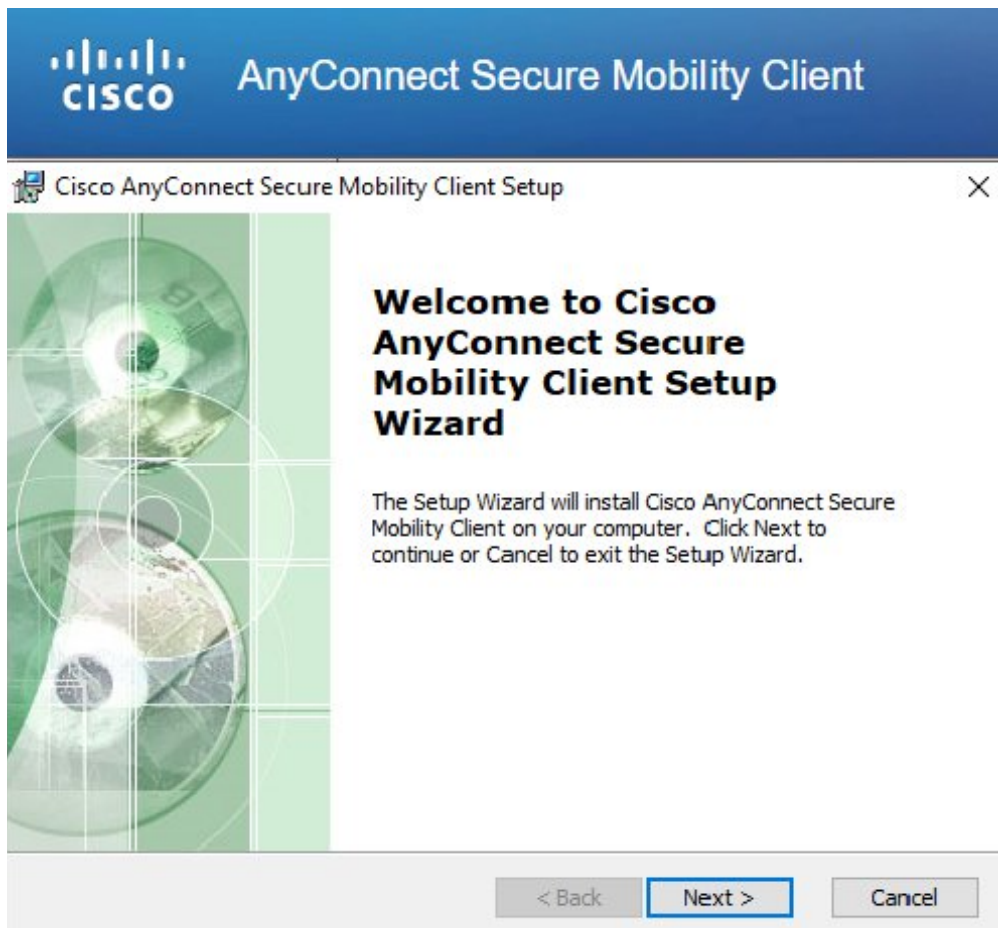 CISCO
AnyConnect Secure Mobility Client
Cisco AnyConnect Secure Mobility Client Setup
Welcome to Cisco
AnyConnect Secure
Mobility Client Setup
Wizard
The Setup Wizard will install Cisco AnyConnect Secure
Mobility Client on your computer.  Click Next to
continue or Cancel to exit the Setup Wizard.
< Back
Next >
Cancel